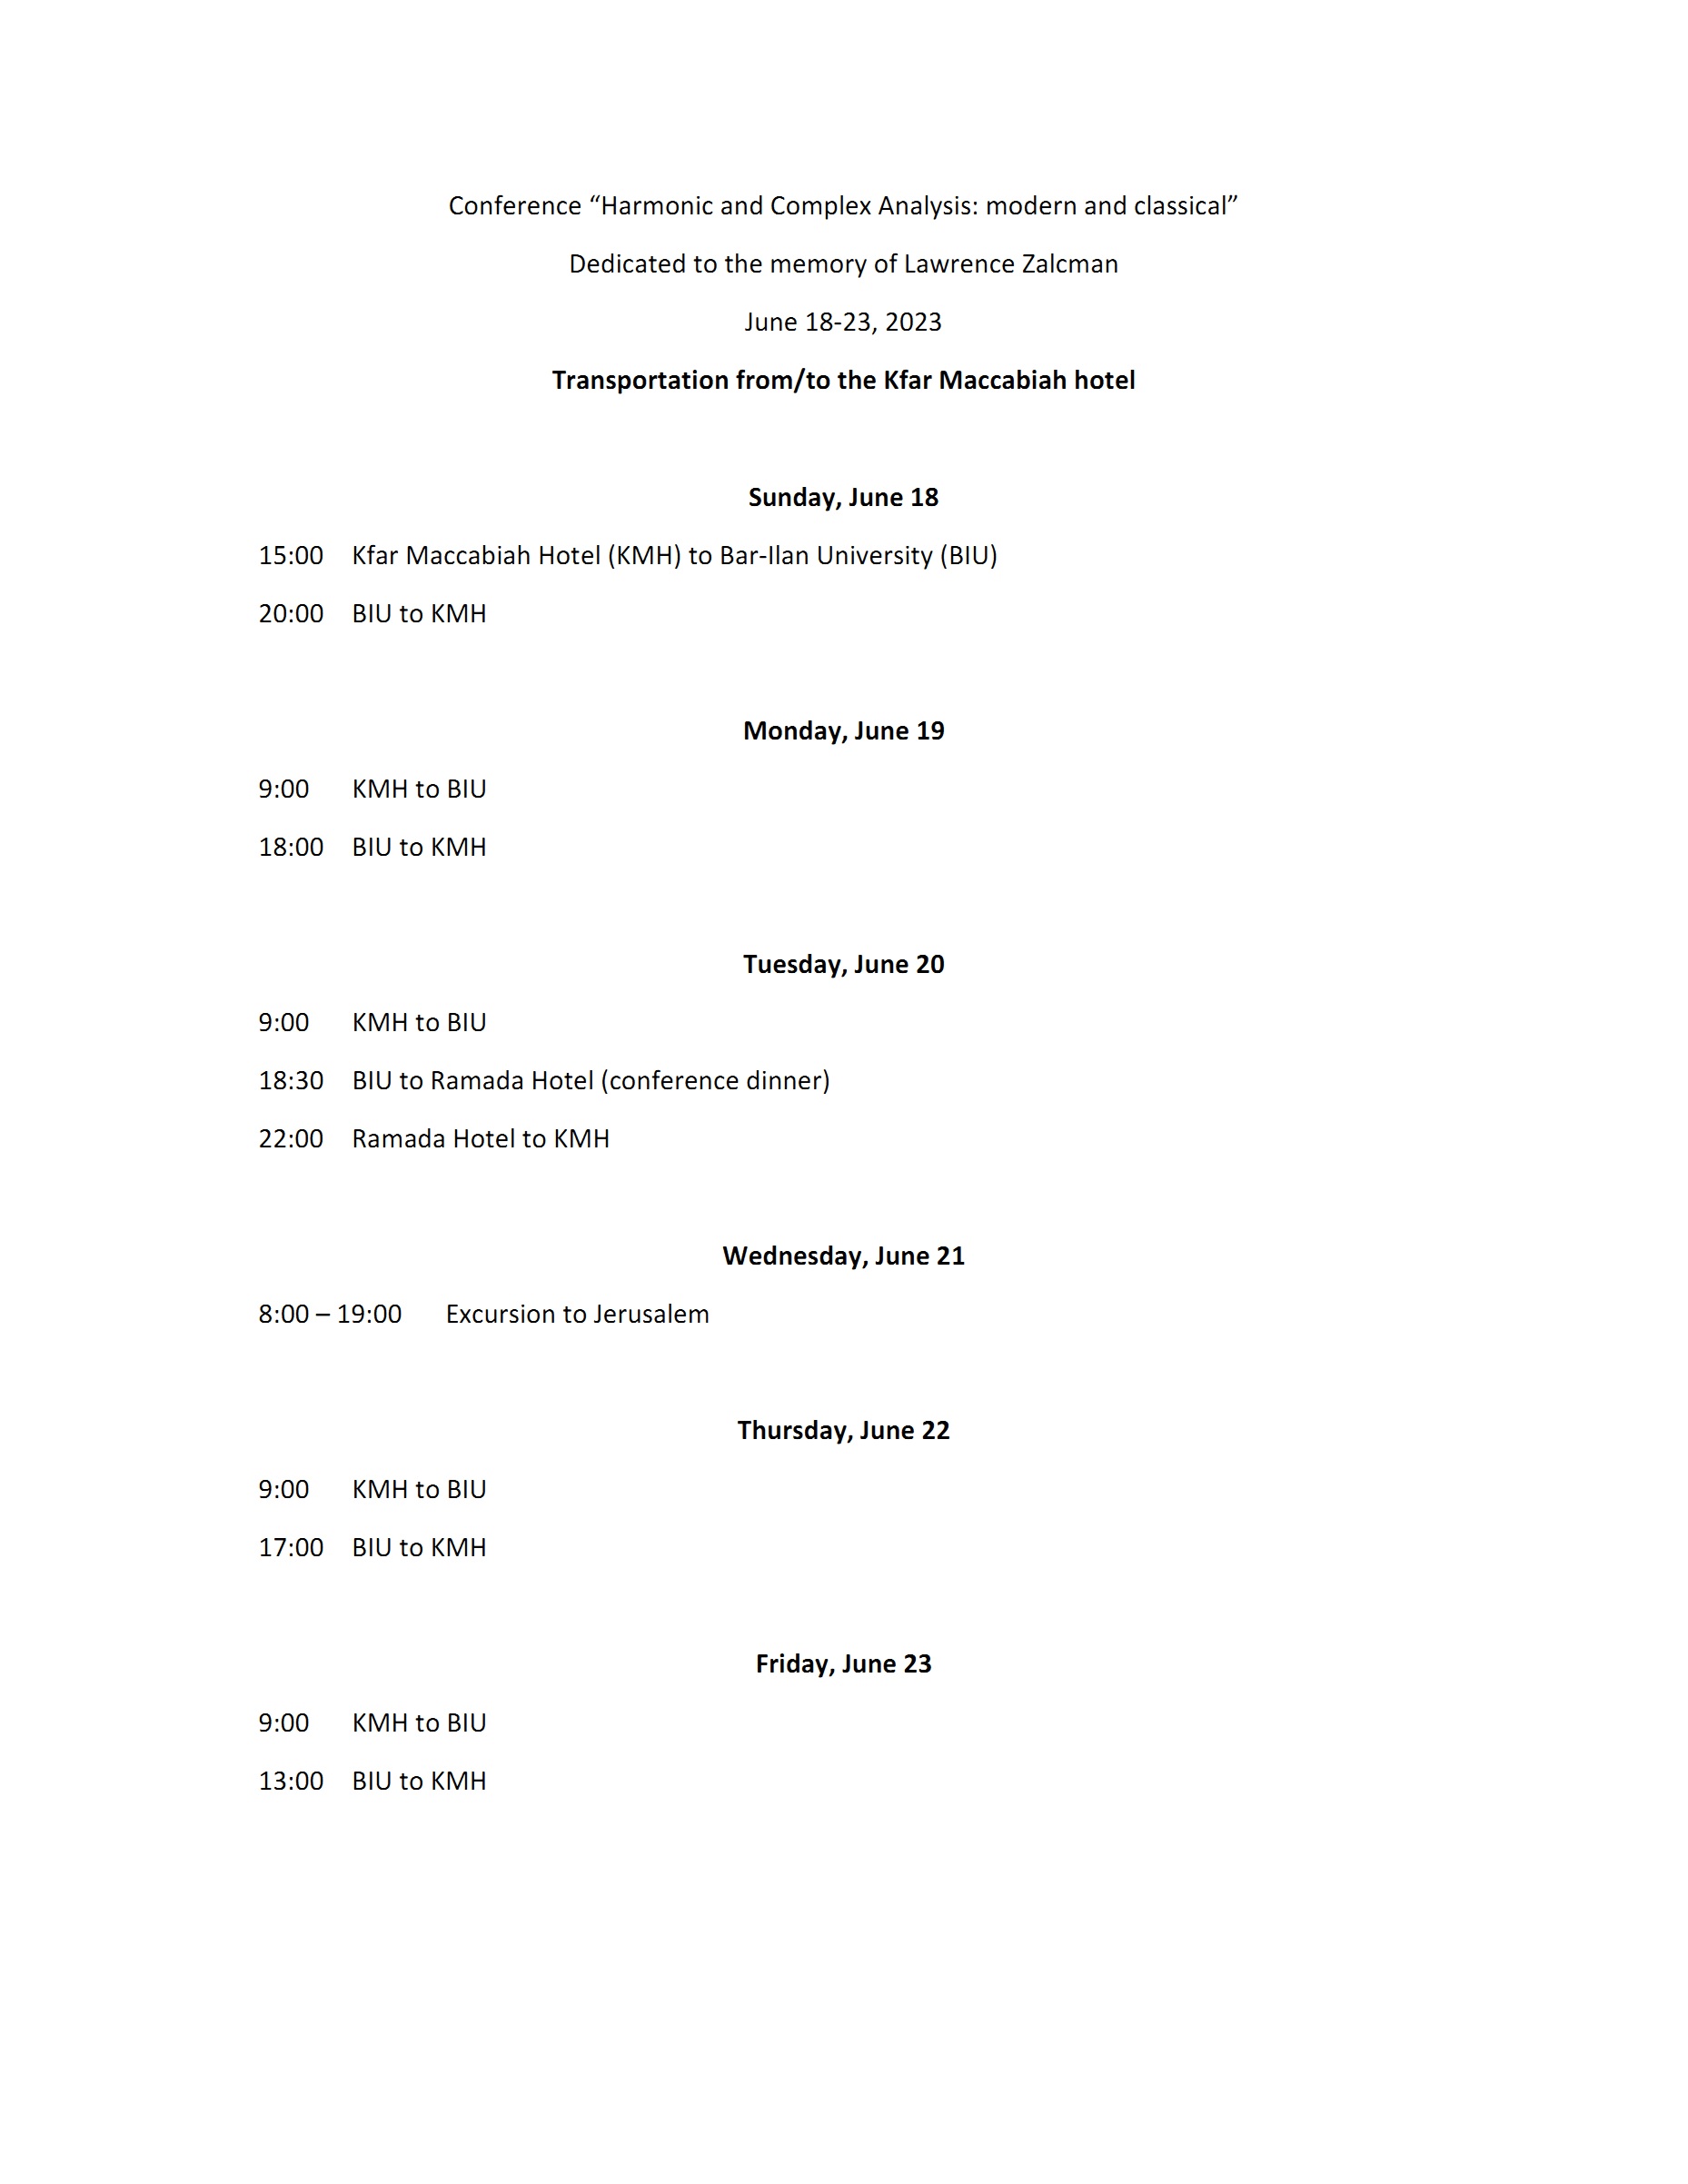 Conference “Harmonic and Complex Analysis: modern and classical”
Dedicated to the memory of Lawrence Zalcman
June 18-23, 2023
Transportation from/to the Kfar Maccabiah hotel
Sunday, June 18
15:00 Kfar Maccabiah Hotel (KMH) to Bar-Ilan University (BIU)
20:00 BIU to KMH
Monday, June 19
9:00 KMH to BIU
18:00 BIU to KMH
Tuesday, June 20
9:00 KMH to BIU
18:30 BIU to Ramada Hotel (conference dinner)
22:00 Ramada Hotel to KMH
Wednesday, June 21
8:00 – 19:00 Excursion to Jerusalem
Thursday, June 22
9:00 KMH to BIU
17:00 BIU to KMH
Friday, June 23
9:00 KMH to BIU
13:00 BIU to KMH